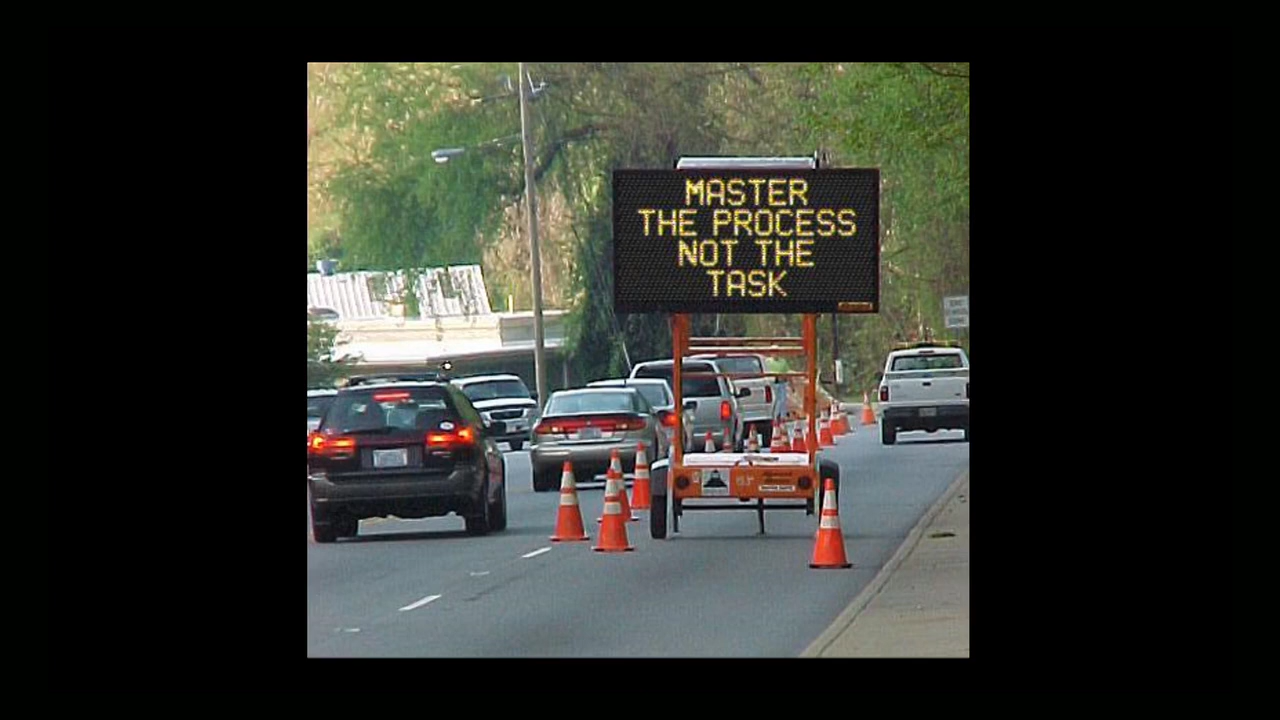 MASTER
THE PROCESS
NOT THE
TASK